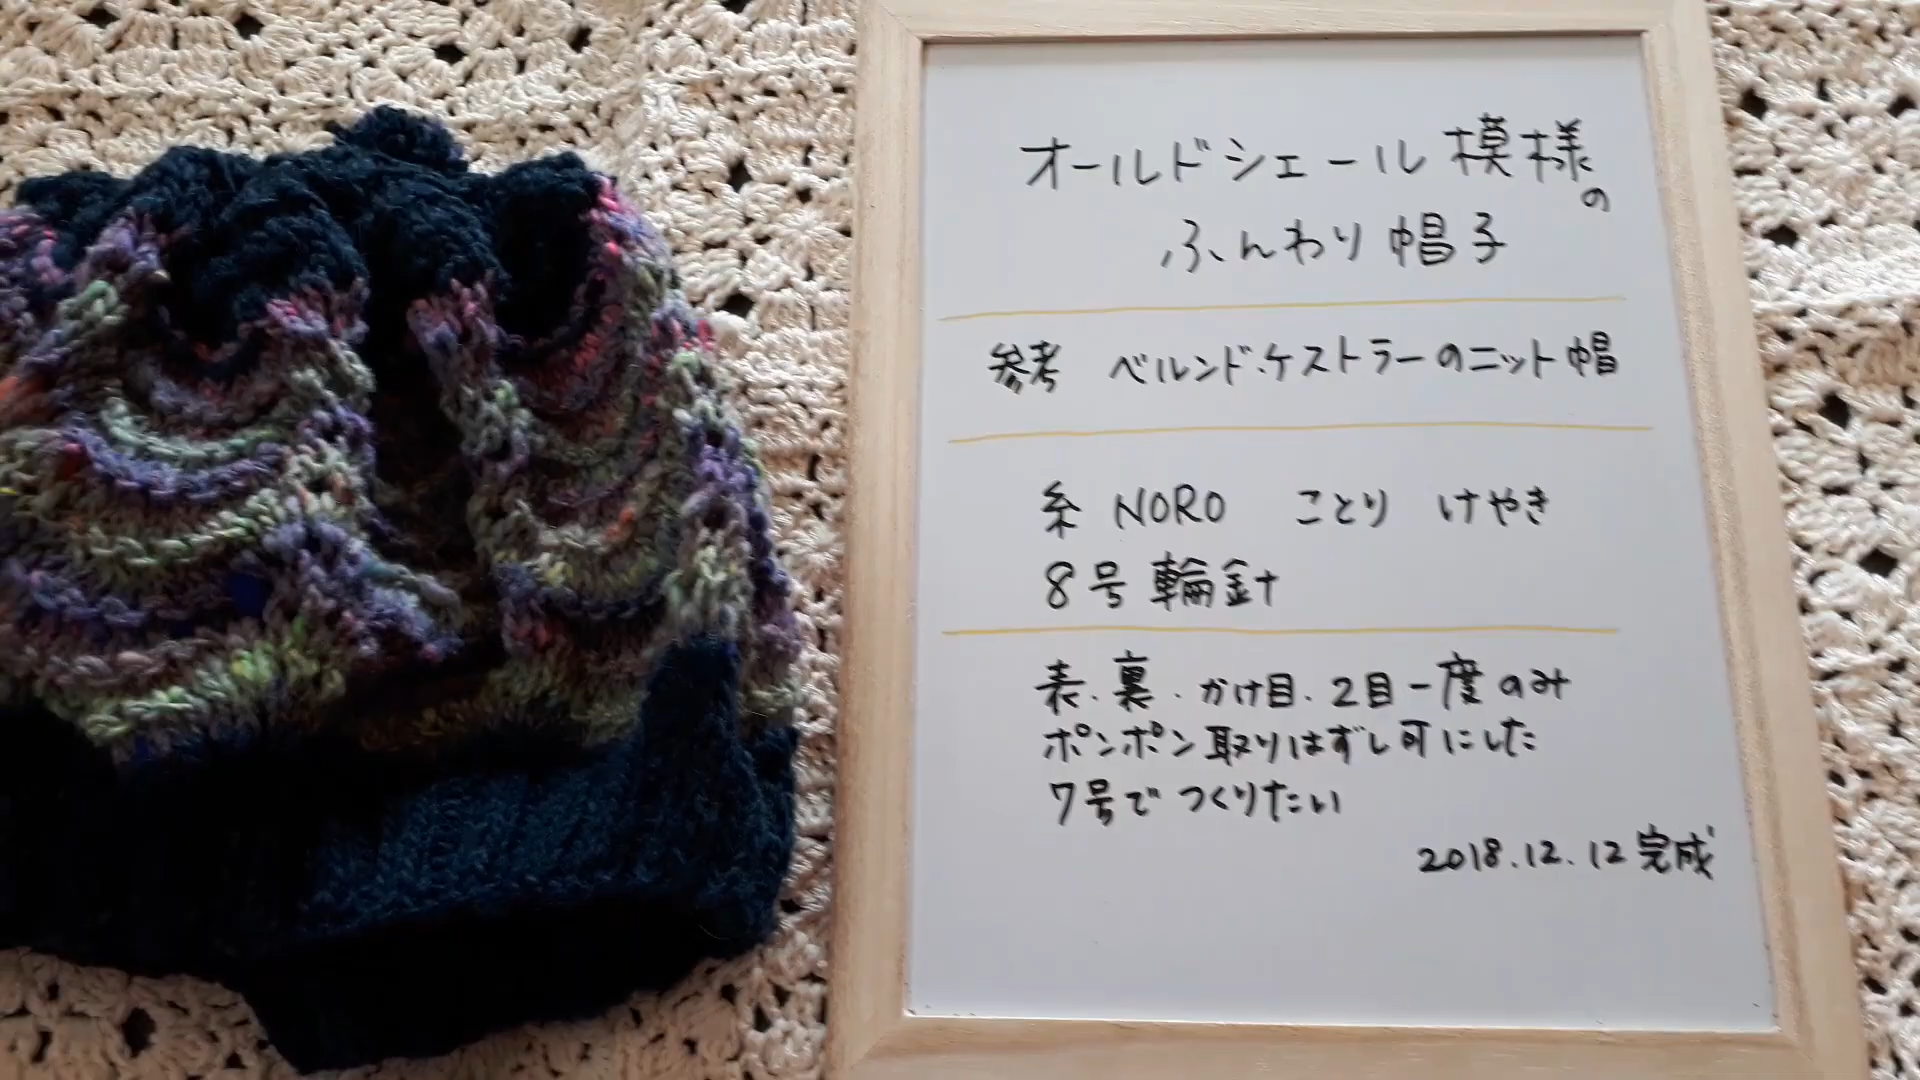 オールドシェール模様の
ふんわり帽子
参考 ベルンド・ケストラーのニット帽
糸 NORO ことり けやき
8号輪針
表.裏.かけ目.2目一度のみ
ポンポン取りはずし可にした
7号でつくりたい
2018.12.12完成